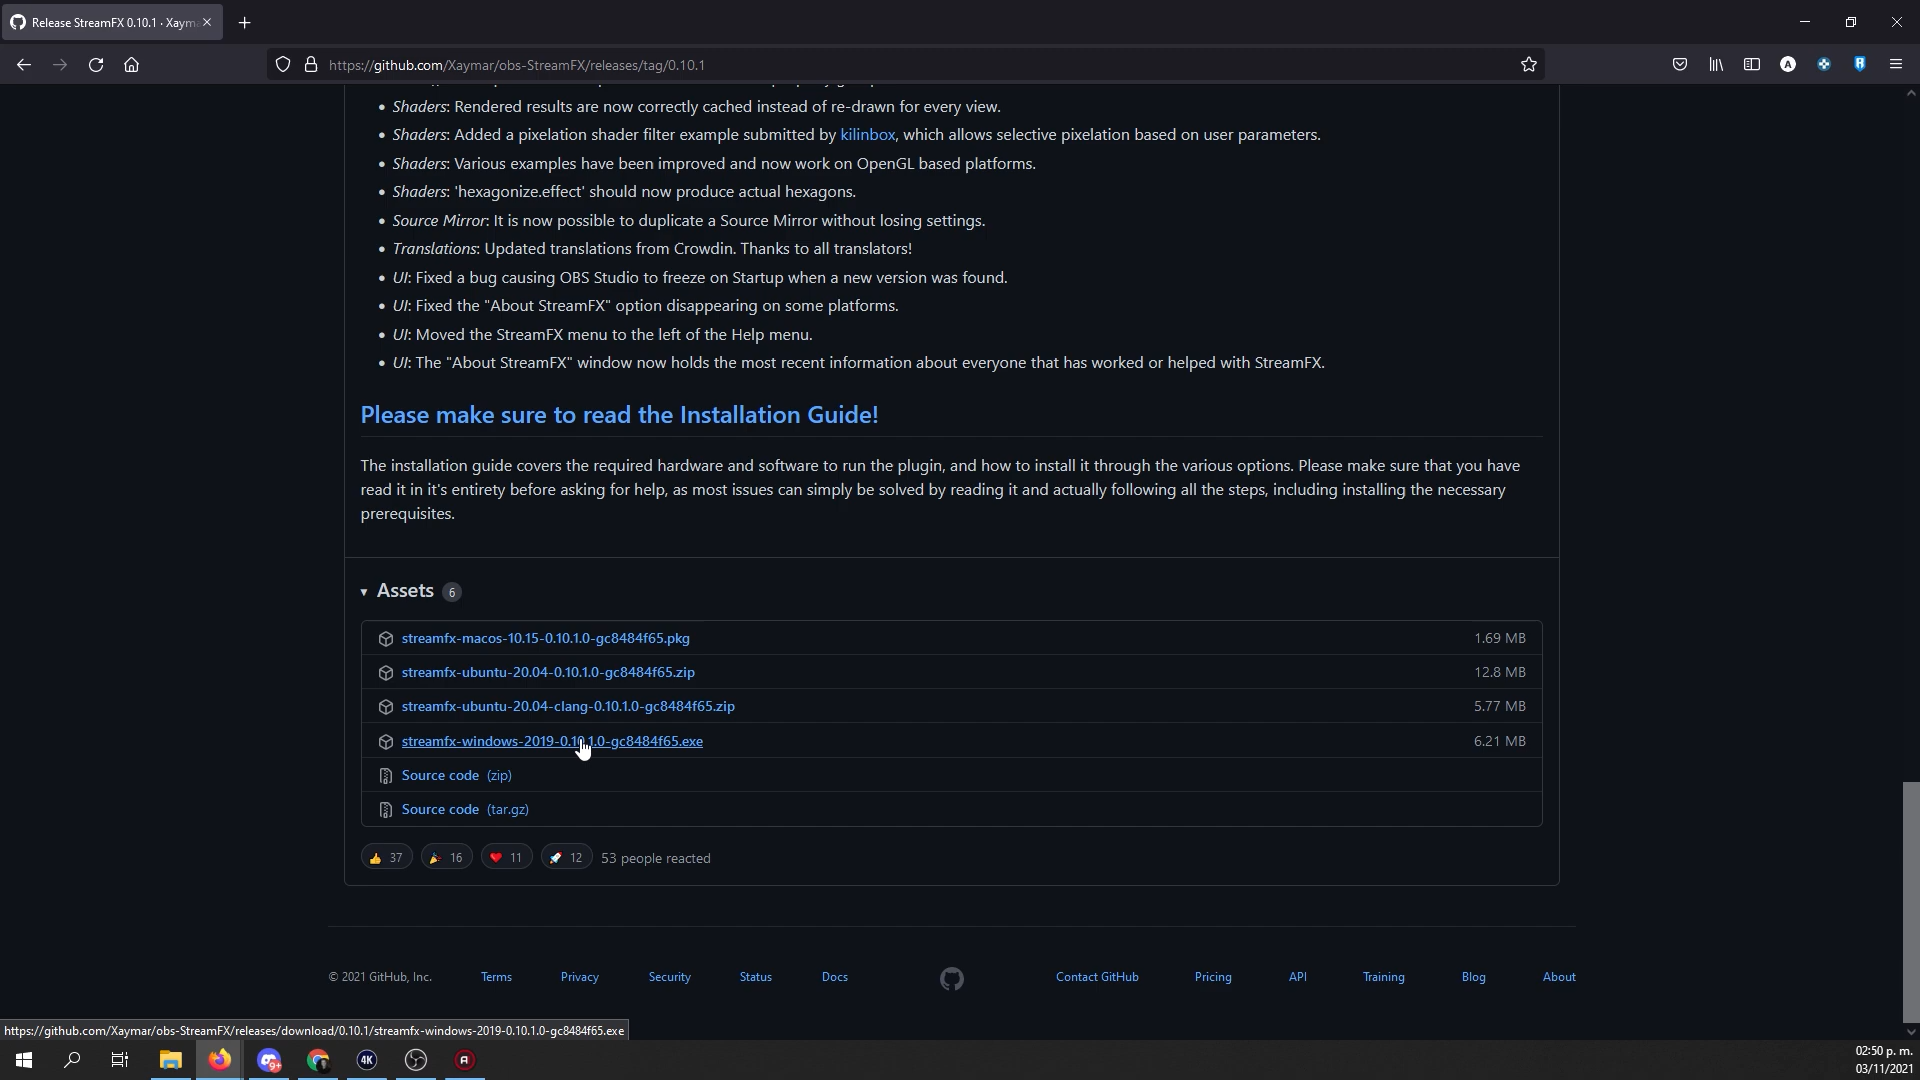 Release StreamFX 0.10.1 · Xayma
https://github.com/Xaymar/obs-StreamFX/releases/tag/0.10.1
• Shaders: Rendered results are now correctly cached instead of re-drawn for every view.
• Shaders: Added a pixelation shader filter example submitted by kilinbox, which allows selective pixelation based on user parameters.
• Shaders: Various examples have been improved and now work on OpenGL based platforms.
• Shaders: 'hexagonize.effect' should now produce actual hexagons.
• Source Mirror: It is now possible to duplicate a Source Mirror without losing settings.
• Translations: Updated translations from Crowdin. Thanks to all translators!
• UI: Fixed a bug causing OBS Studio to freeze on Startup when a new version was found.
• UI: Fixed the "About StreamFX" option disappearing on some platforms.
• UI: Moved the StreamFX menu to the left of the Help menu.
• UI: The "About StreamFX" window now holds the most recent information about everyone that has worked or helped with StreamFX.
Please make sure to read the Installation Guide!
The installation guide covers the required hardware and software to run the plugin, and how to install it through the various options. Please make sure that you have
read it in it's entirety before asking for help, as most issues can simply be solved by reading it and actually following all the steps, including installing the necessary
prerequisites.
Assets 6
streamfx-macos-10.15-0.10.1.0-gc8484f65.pkg 1.69 MB
streamfx-ubuntu-20.04-0.10.1.0-gc8484f65.zip 12.8 MB
streamfx-ubuntu-20.04-clang-0.10.1.0-gc8484f65.zip 5.77 MB
streamfx-windows-2019-0.10.1.0-gc8484f65.exe 6.21 MB
Source code (zip)
Source code (tar.gz)
37 16 11 12 53 people reacted
© 2021 GitHub, Inc. Terms Privacy Security Status Docs Contact GitHub Pricing API Training Blog About
https://github.com/Xaymar/obs-StreamFX/releases/download/0.10.1/streamfx-windows-2019-0.10.1.0-gc8484f65.exe
9+ 4K A
02:50 p. m.
03/11/2021